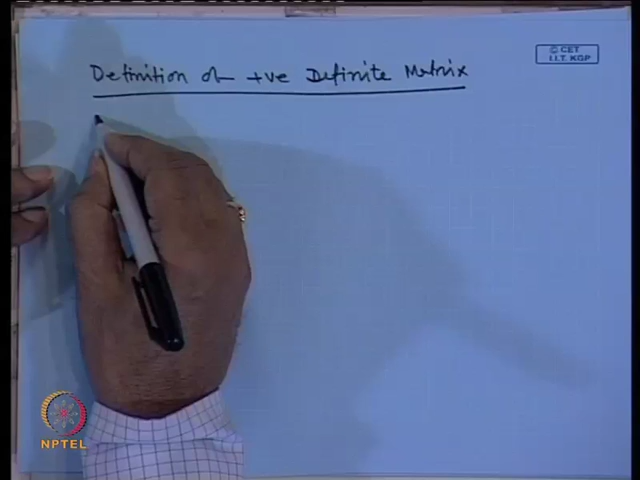 Definition of +ve Definite Matrix
© CET
I.I.T. KGP
NPTEL